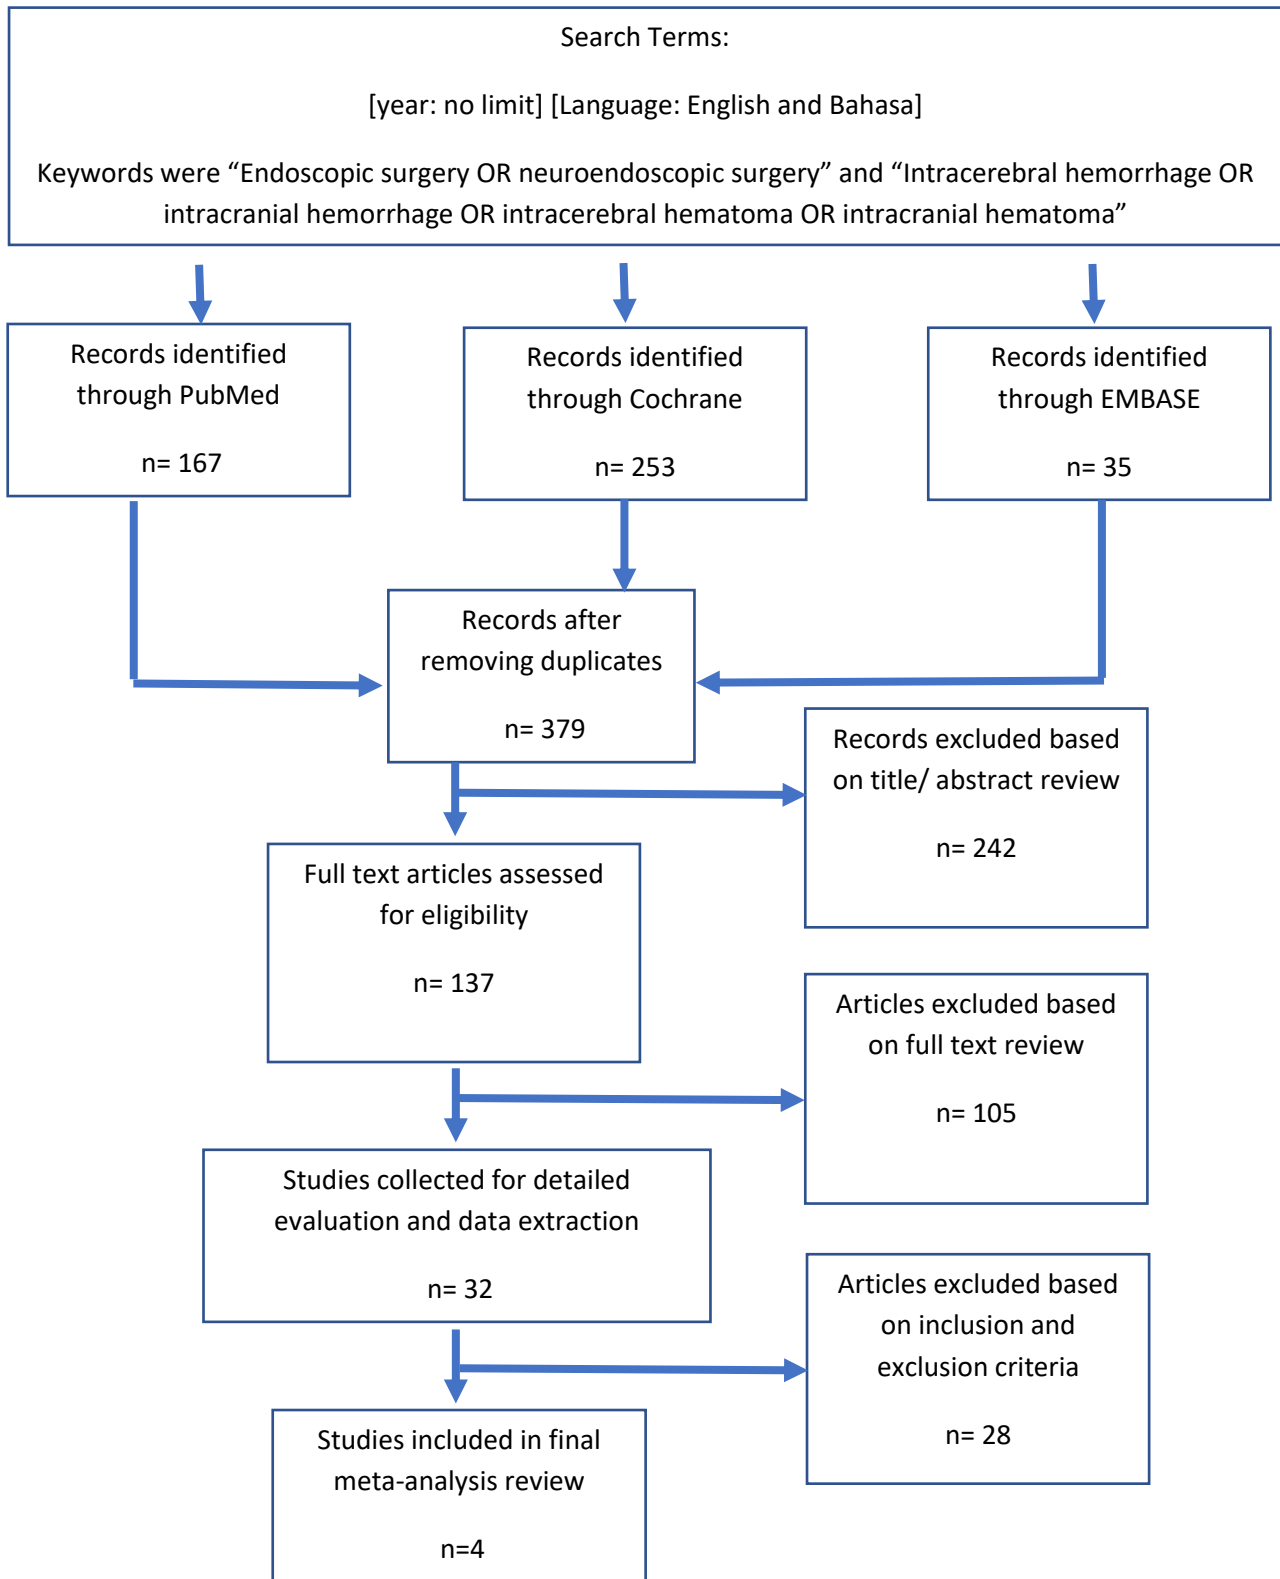 Search Terms:
[year: no limit] [Language: English and Bahasa]
Keywords were “Endoscopic surgery OR neuroendoscopic surgery” and “Intracerebral hemorrhage OR
intracranial hemorrhage OR intracerebral hematoma OR intracranial hematoma”
Records identified
through PubMed
n= 167
Records identified
through Cochrane
n= 253
Records identified
through EMBASE
n= 35
Records after
removing duplicates
n= 379
Records excluded based
on title/ abstract review
n= 242
Full text articles assessed
for eligibility
n= 137
Articles excluded based
on full text review
n= 105
Studies collected for detailed
evaluation and data extraction
n= 32
Articles excluded based
on inclusion and
exclusion criteria
n= 28
Studies included in final
meta-analysis review
n=4